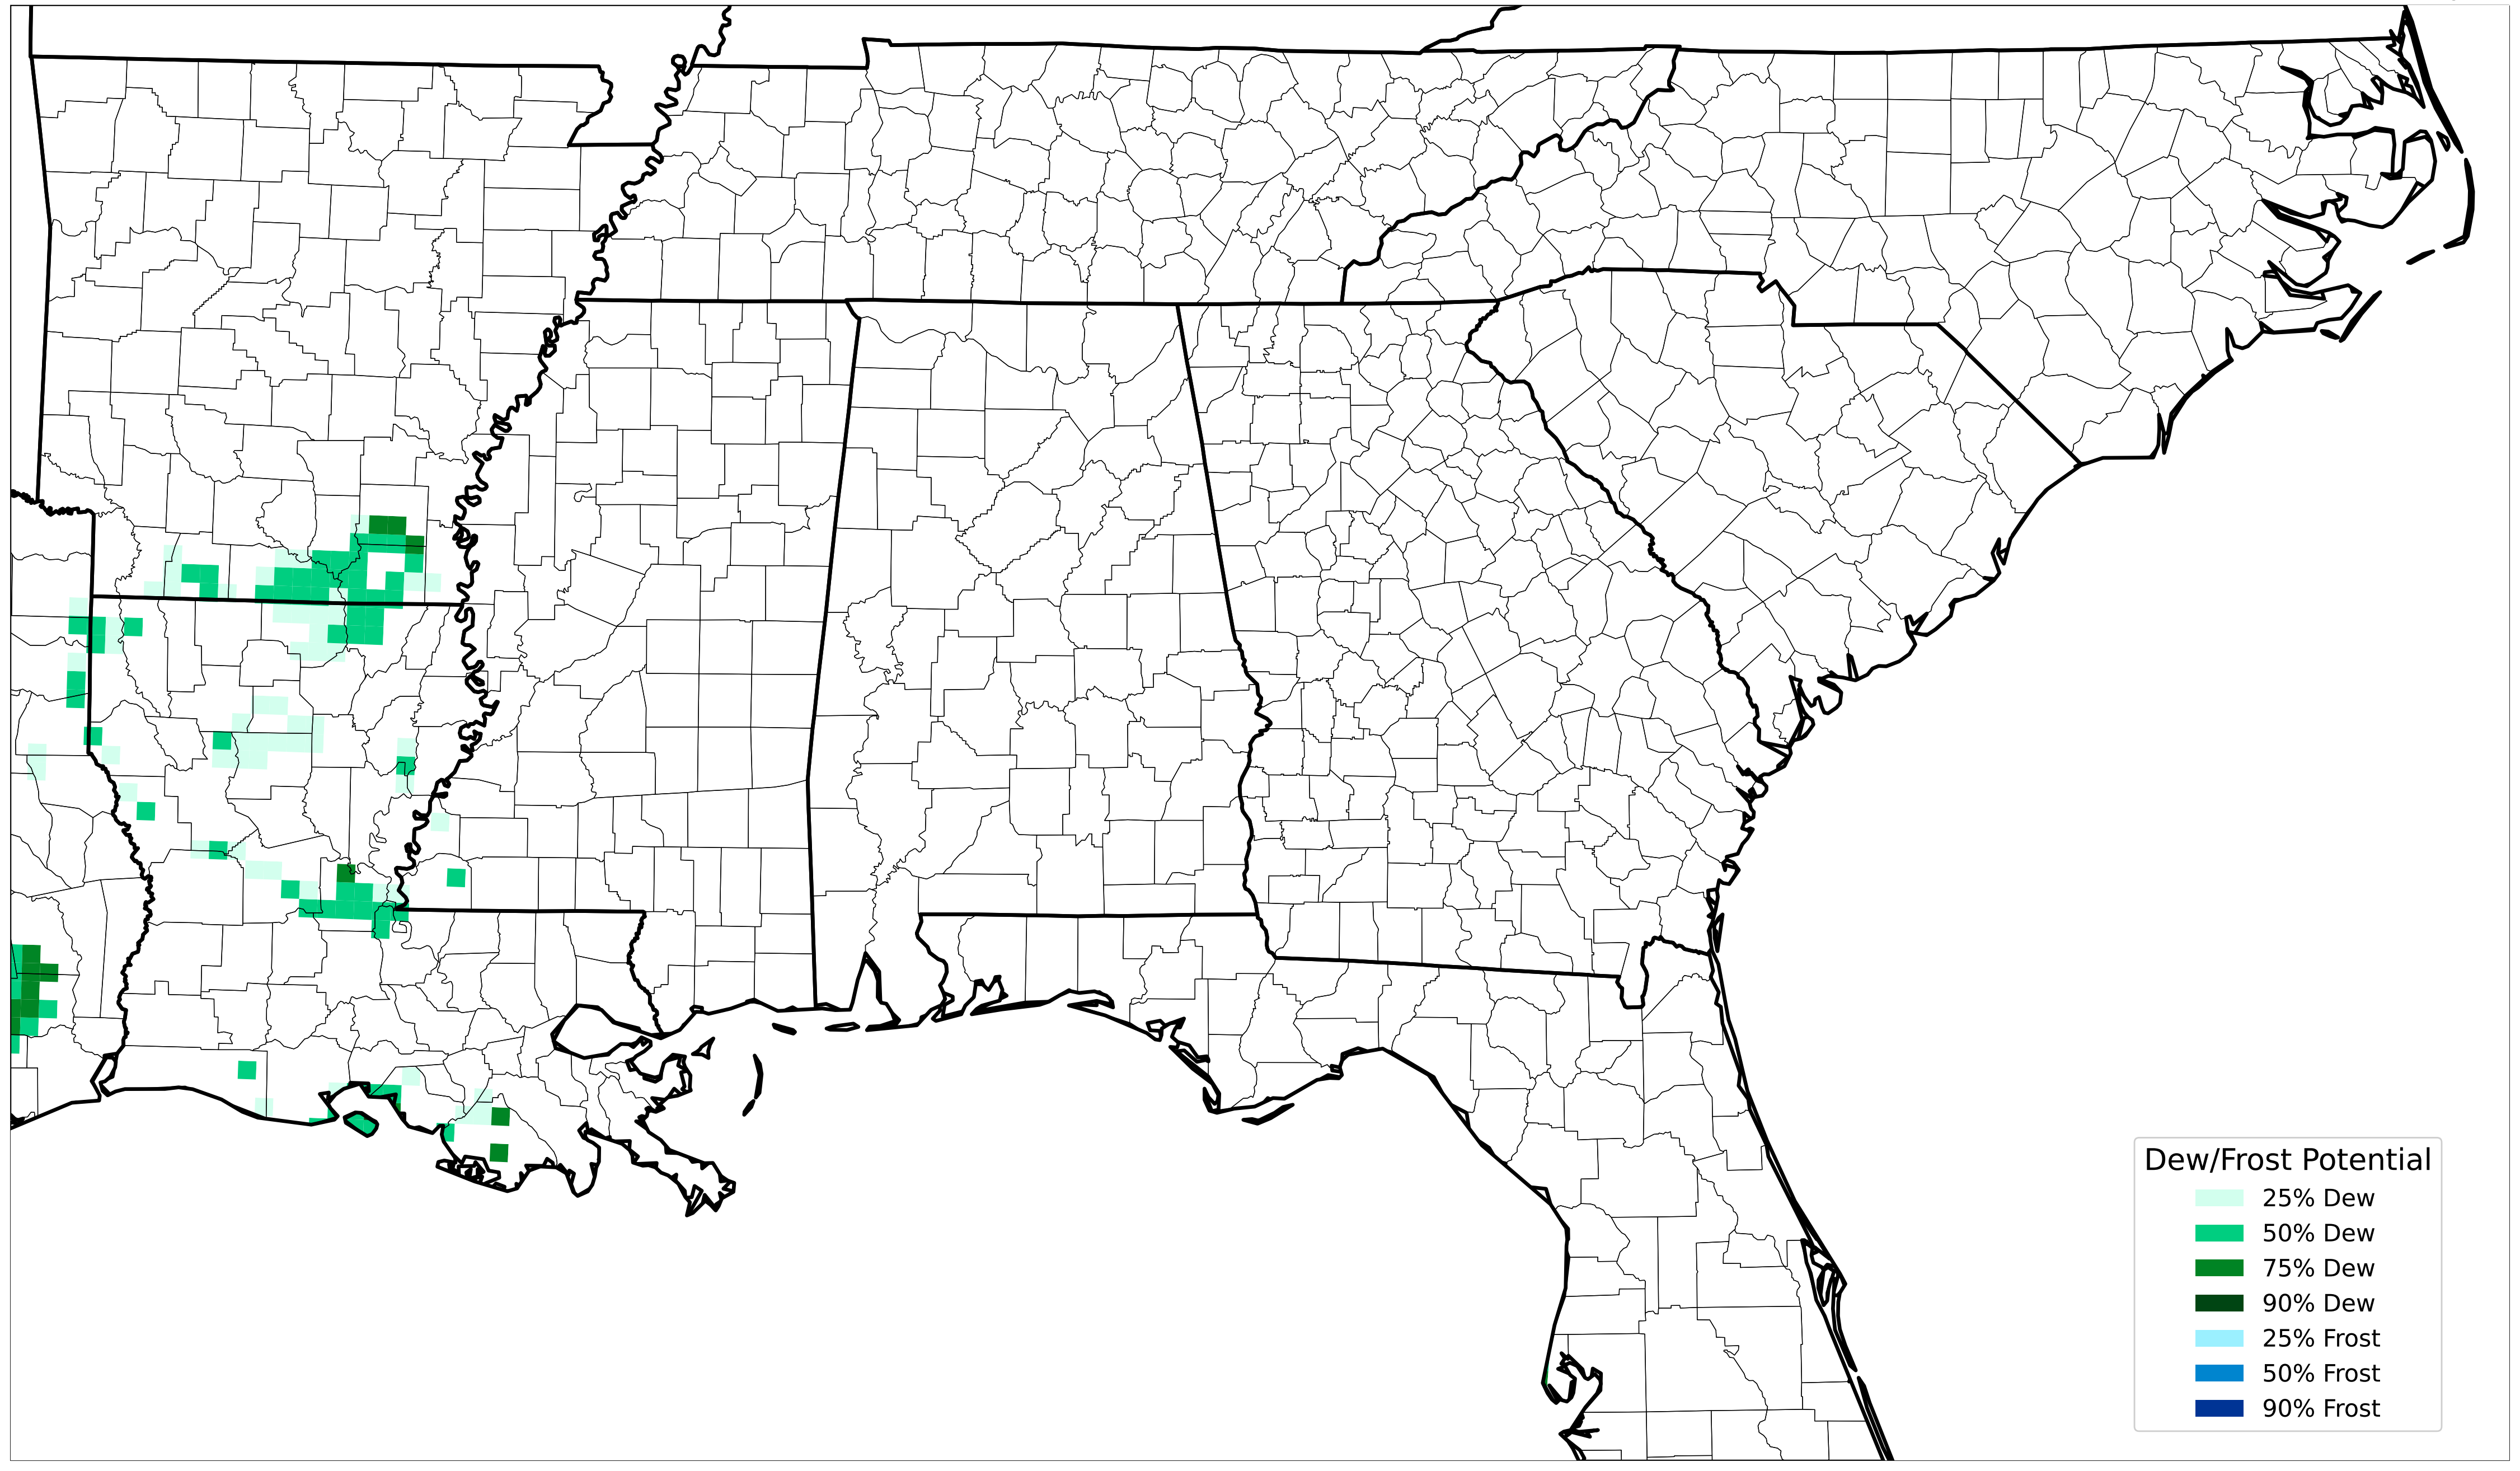 Dew/Frost Potential
25% Dew
50% Dew
75% Dew
90% Dew
25% Frost
50% Frost
90% Frost